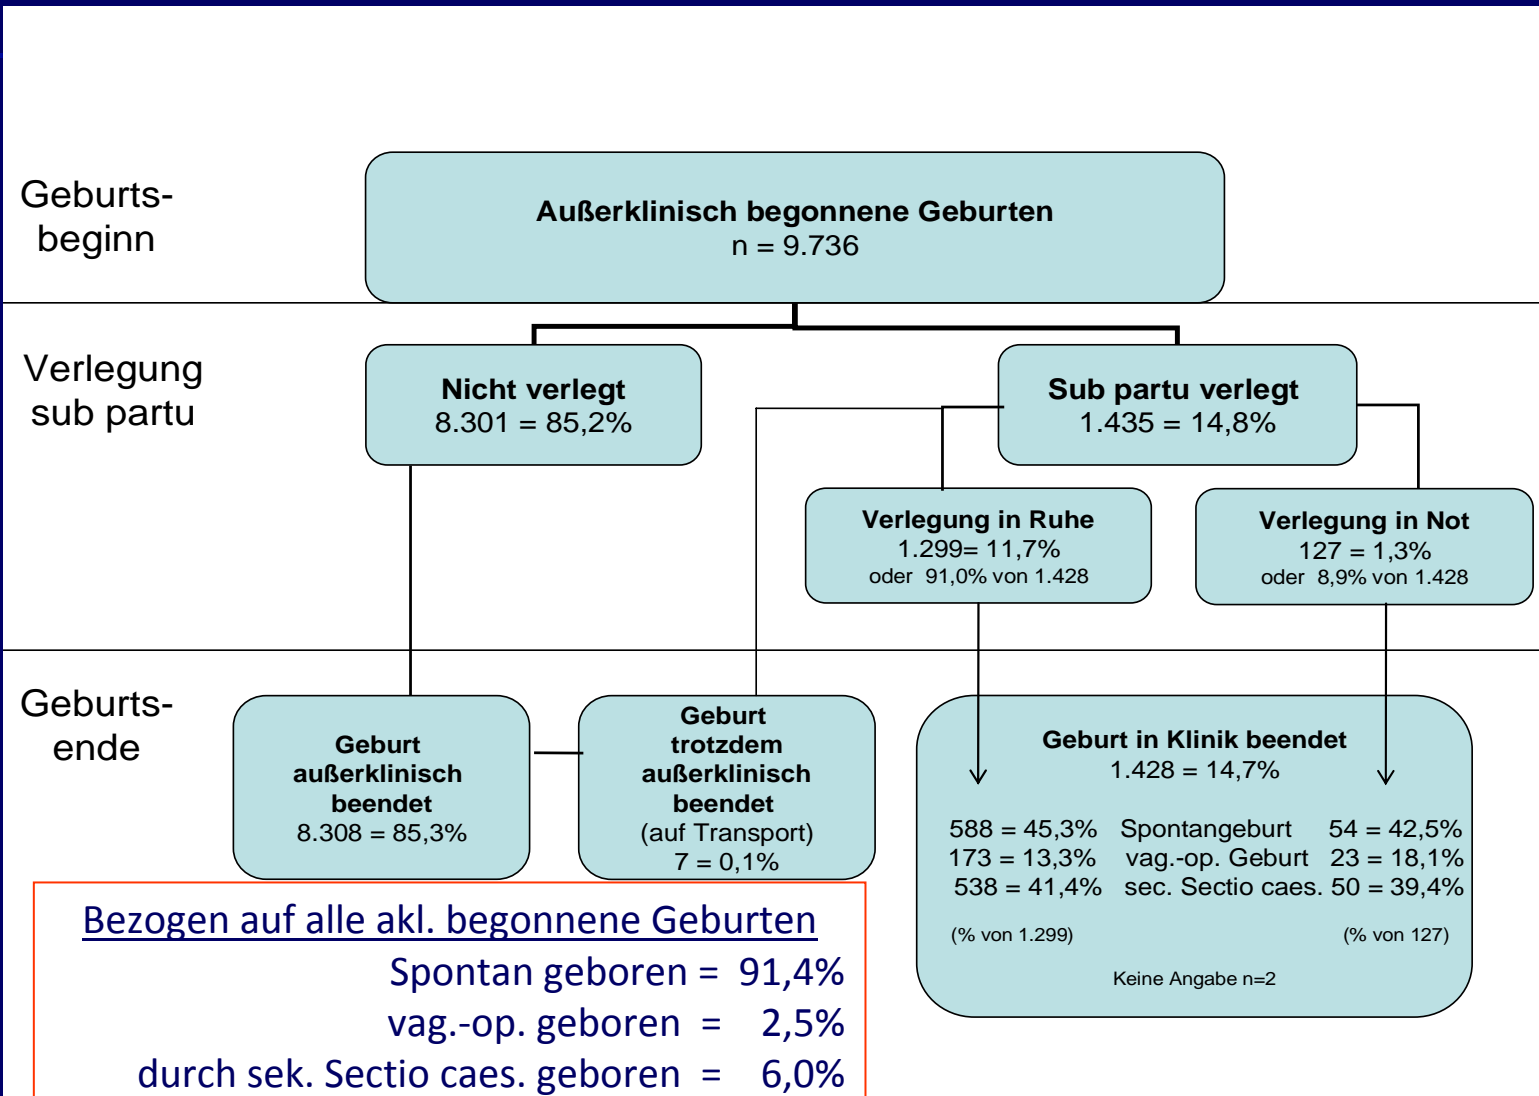 Geburts-
beginn
Außerklinisch begonnene Geburten
n = 9.736
Verlegung
sub partu
Nicht verlegt
8.301 = 85,2%
Sub partu verlegt
1.435 = 14,8%
Verlegung in Ruhe
1.299= 11,7%
oder 91,0% von 1.428
Verlegung in Not
127 = 1,3%
oder 8,9% von 1.428
Geburts-
ende
Geburt
außerklinisch
beendet
8.308 = 85,3%
Geburt
trotzdem
außerklinisch
beendet
(auf Transport)
7 = 0,1%
Geburt in Klinik beendet
1.428 = 14,7%
588 = 45,3% Spontangeburt 54 = 42,5%
173 = 13,3% vag.-op. Geburt 23 = 18,1%
538 = 41,4% sec. Sectio caes. 50 = 39,4%
(% von 1.299) (% von 127)
Keine Angabe n=2
Bezogen auf alle akl. begonnene Geburten
Spontan geboren = 91,4%
vag.-op. geboren = 2,5%
durch sek. Sectio caes. geboren = 6,0%